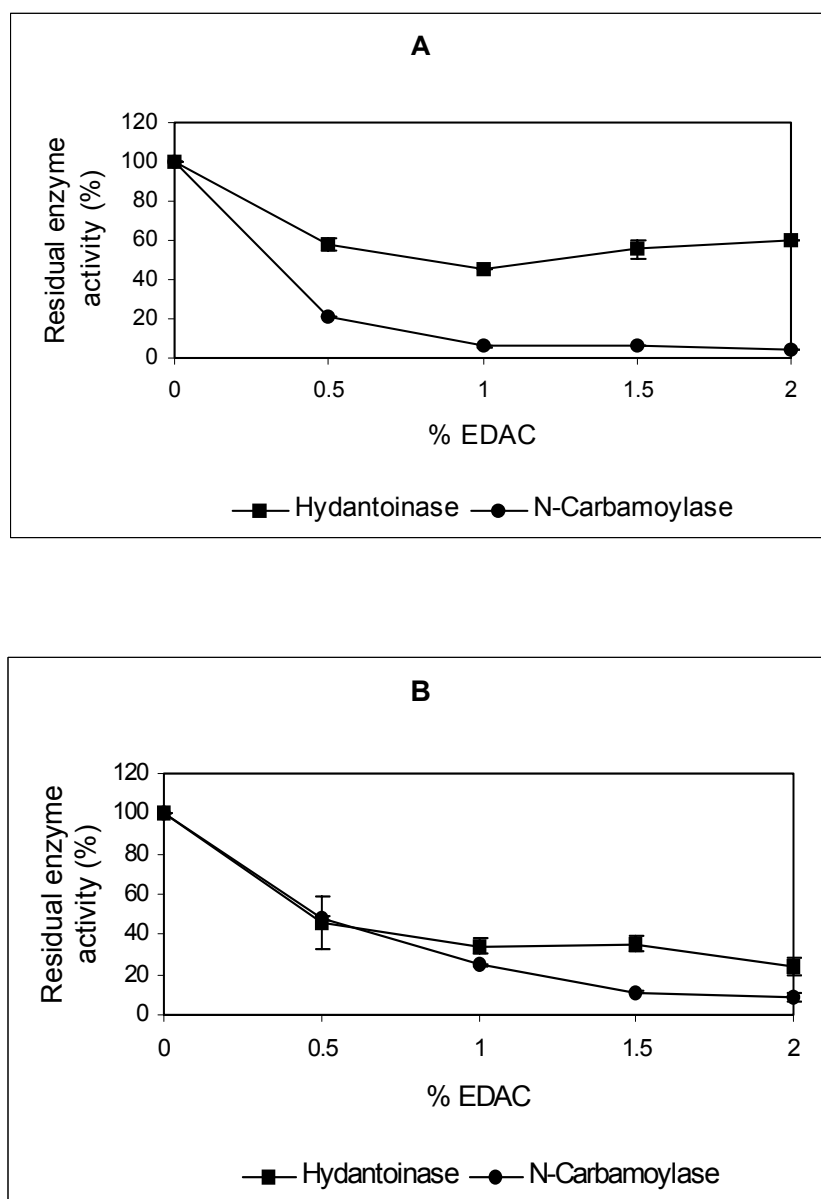 A
Residual enzyme
activity (%)
120
100
80
60
40
20
0
0 0.5 1 1.5 2
% EDAC
Hydantoinase N-Carbamoylase
B
Residual enzyme
activity (%)
120
100
80
60
40
20
0
0 0.5 1 1.5 2
% EDAC
Hydantoinase N-Carbamoylase